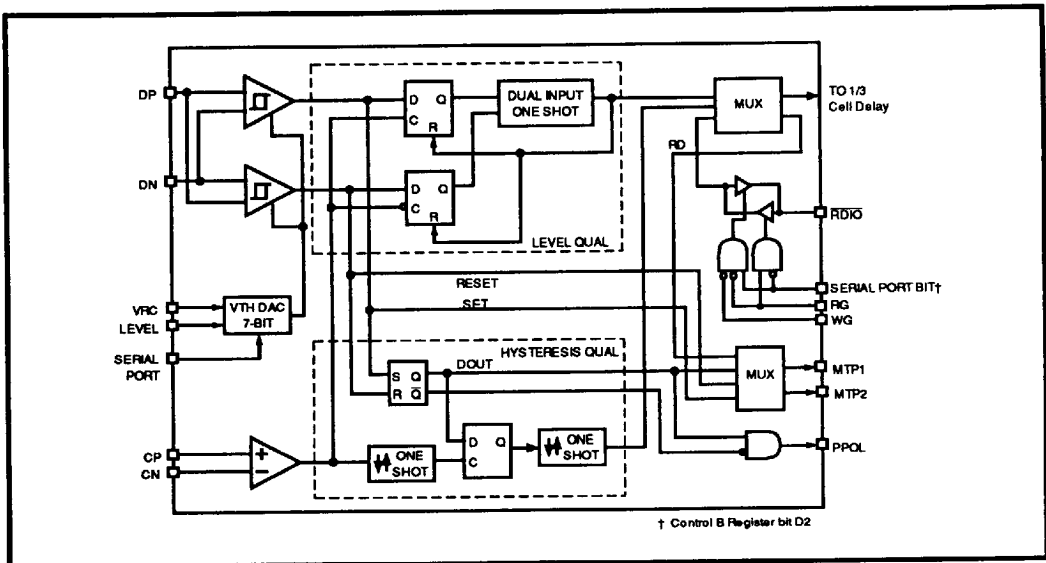 DP
DN
VRC
LEVEL
SERIAL
PORT
CP
CN
VTH DAC
7-BIT
D Q
C
R
DUAL INPUT
ONE SHOT
D Q
C
R
LEVEL QUAL
RESET
SET
HYSTERESIS QUAL
DOUT
S Q
R Q̅
+
−
ONE
SHOT
D Q
C
ONE
SHOT
MUX
RD
TO 1/3
Cell Delay
R̅D̅I̅O̅
SERIAL PORT BIT†
RG
WG
MUX
MTP1
MTP2
PPOL
† Control B Register bit D2